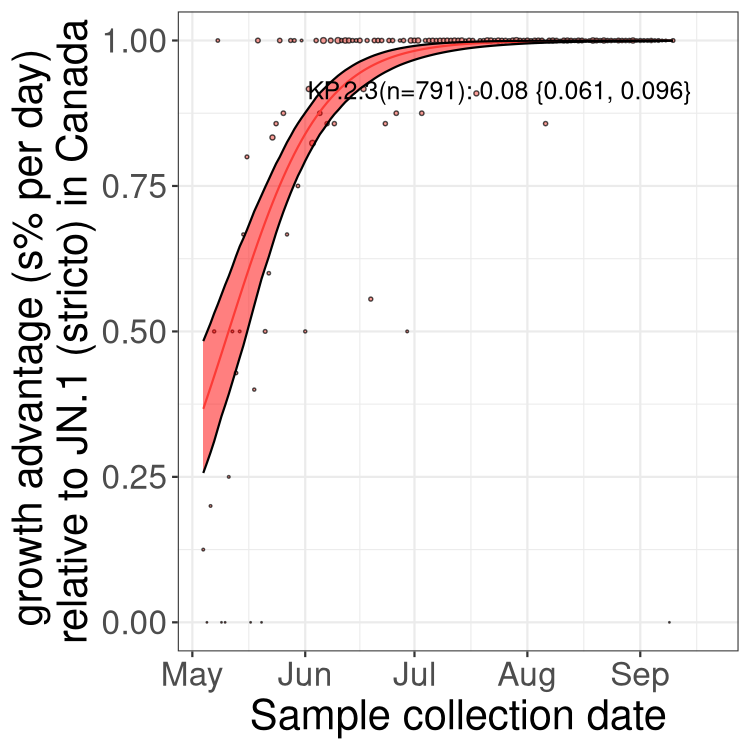 growth advantage (s% per day)
relative to JN.1 (stricto) in Canada
1.00
0.75
0.50
0.25
0.00
KP.2.3(n=791): 0.08 {0.061, 0.096}
May Jun Jul Aug Sep
Sample collection date